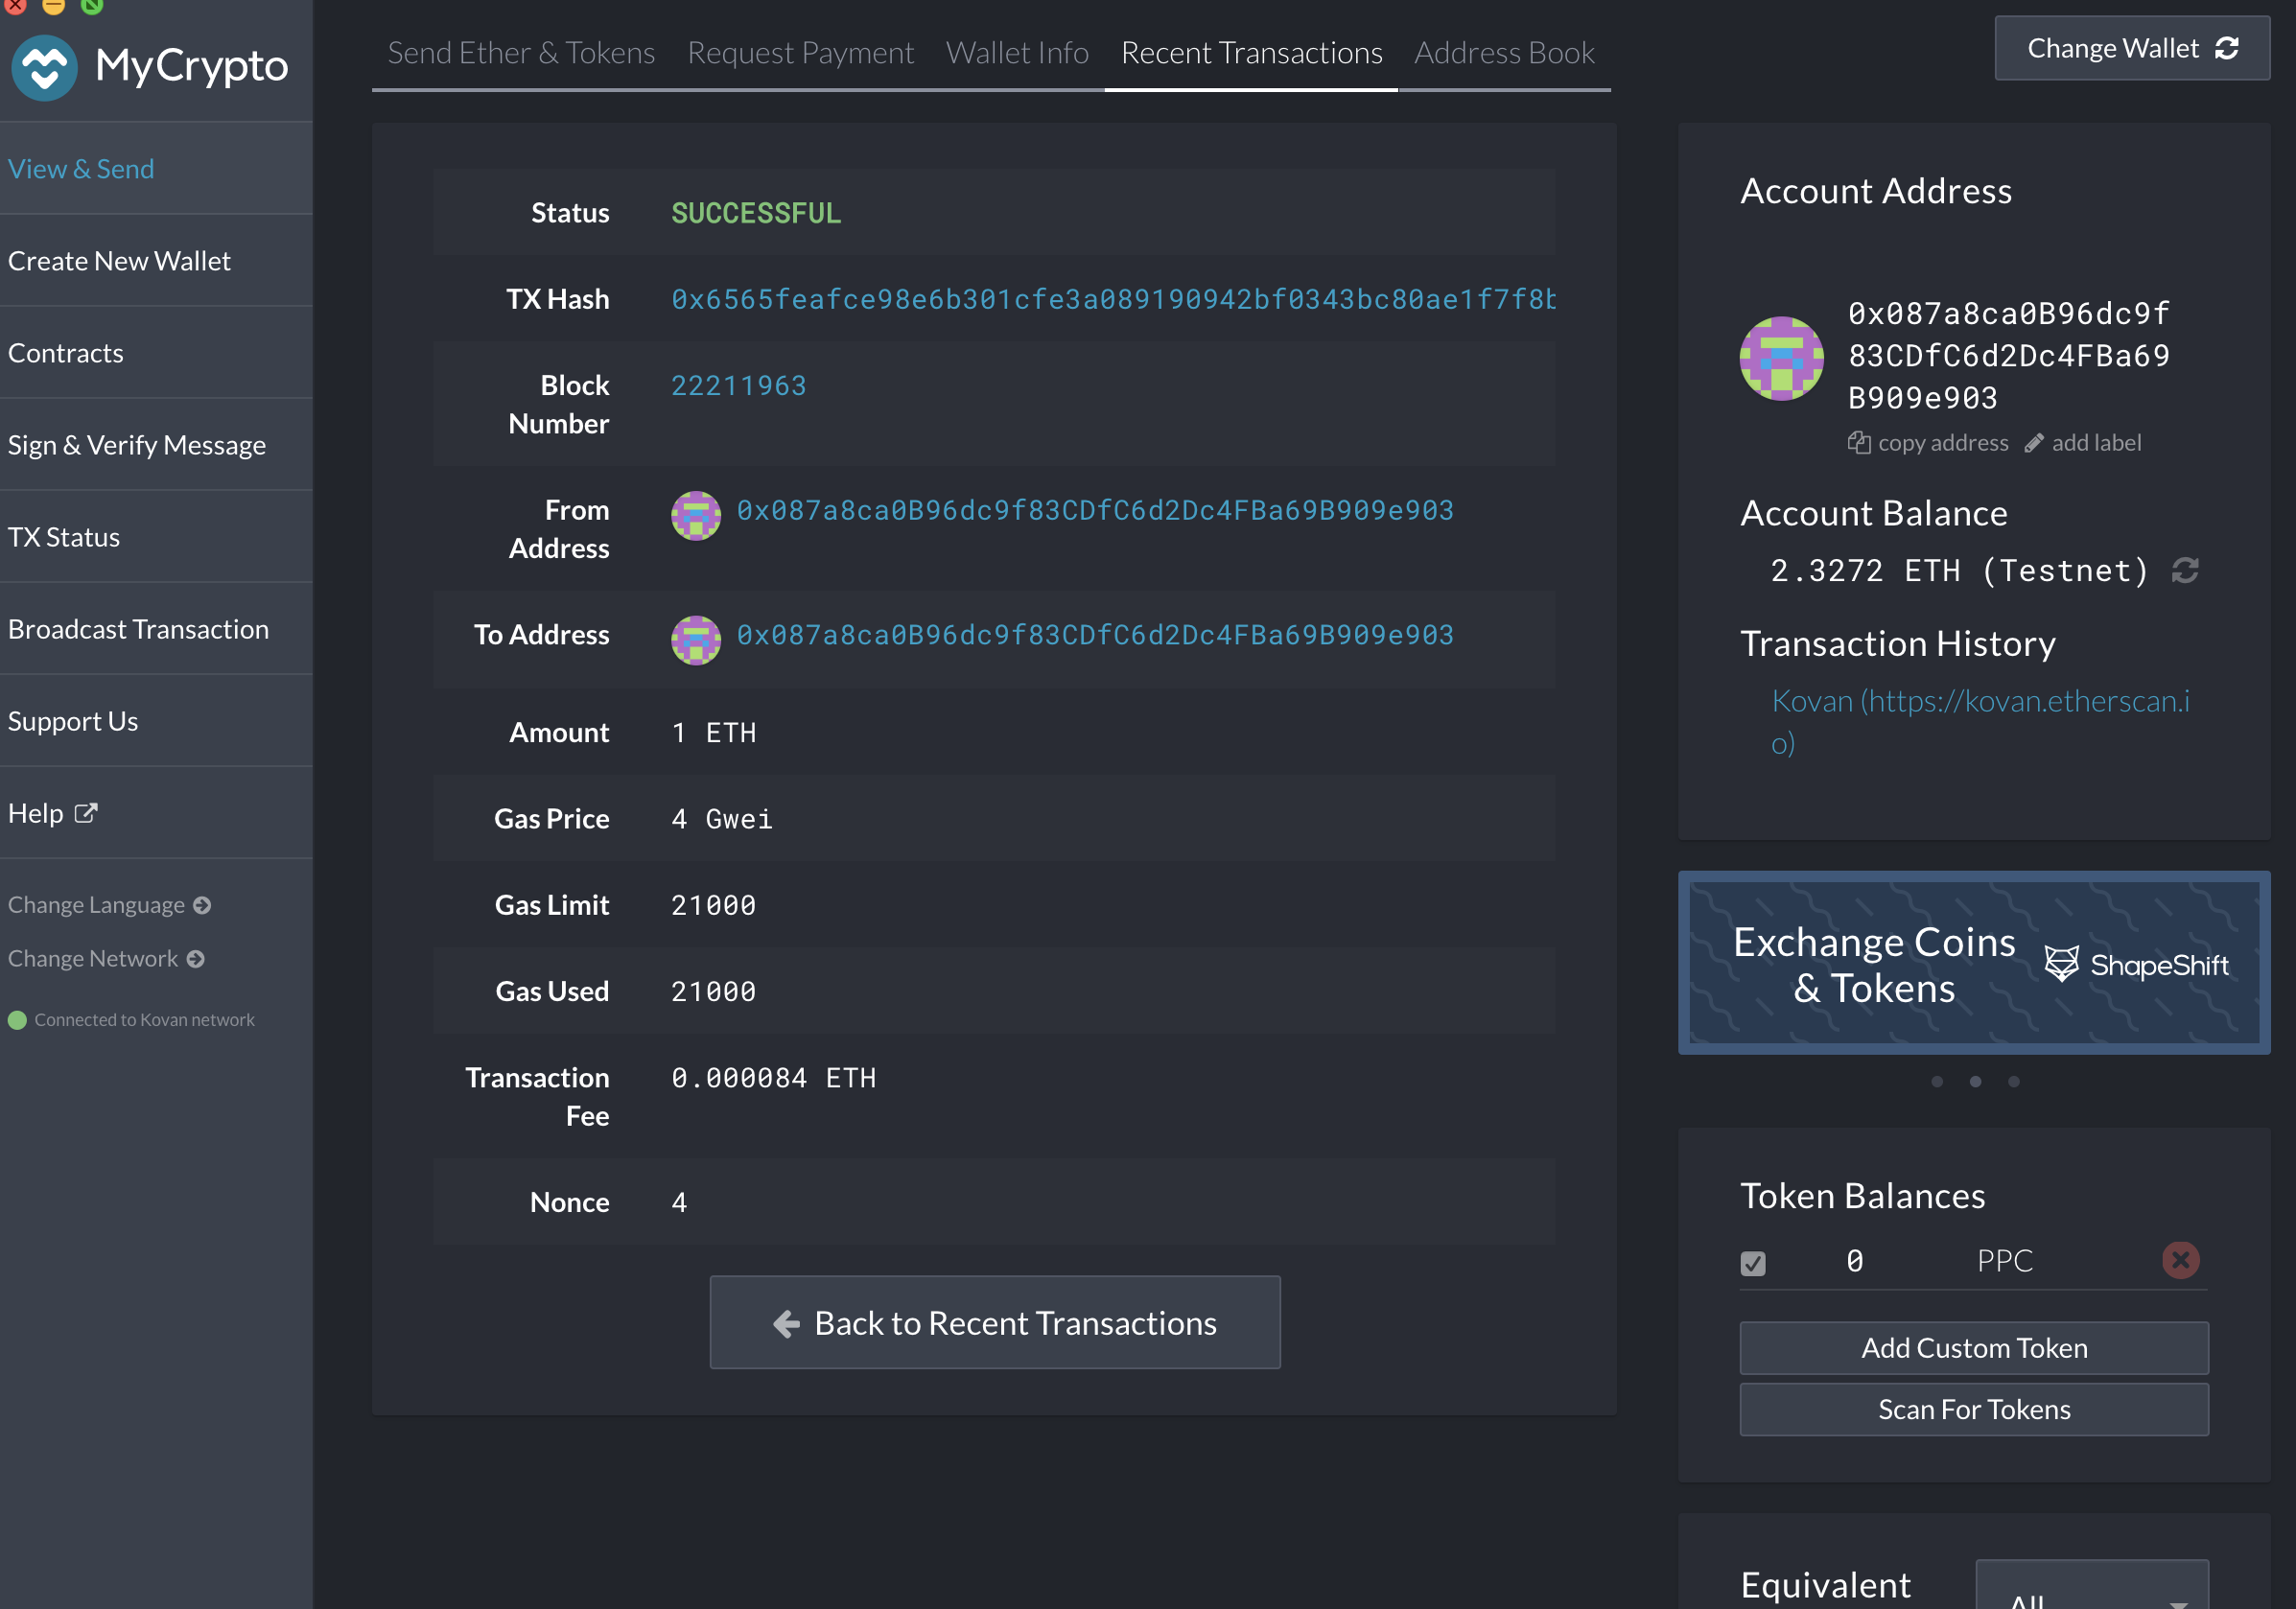 MyCrypto
View & Send
Create New Wallet
Contracts
Sign & Verify Message
TX Status
Broadcast Transaction
Support Us
Help
Change Language
Change Network
Connected to Kovan network
Send Ether & Tokens Request Payment Wallet Info Recent Transactions Address Book
Change Wallet
Status SUCCESSFUL
TX Hash 0x6565feafce98e6b301cfe3a089190942bf0343bc80ae1f7f8b
Block 22211963
Number
From 0x087a8ca0B96dc9f83CDfC6d2Dc4FBa69B909e903
Address
To Address 0x087a8ca0B96dc9f83CDfC6d2Dc4FBa69B909e903
Amount 1 ETH
Gas Price 4 Gwei
Gas Limit 21000
Gas Used 21000
Transaction 0.000084 ETH
Fee
Nonce 4
Back to Recent Transactions
Account Address
0x087a8ca0B96dc9f
83CDfC6d2Dc4FBa69
B909e903
copy address add label
Account Balance
2.3272 ETH (Testnet)
Transaction History
Kovan (https://kovan.etherscan.i
o)
Exchange Coins
& Tokens
ShapeShift
Token Balances
0 PPC
Add Custom Token
Scan For Tokens
Equivalent
All